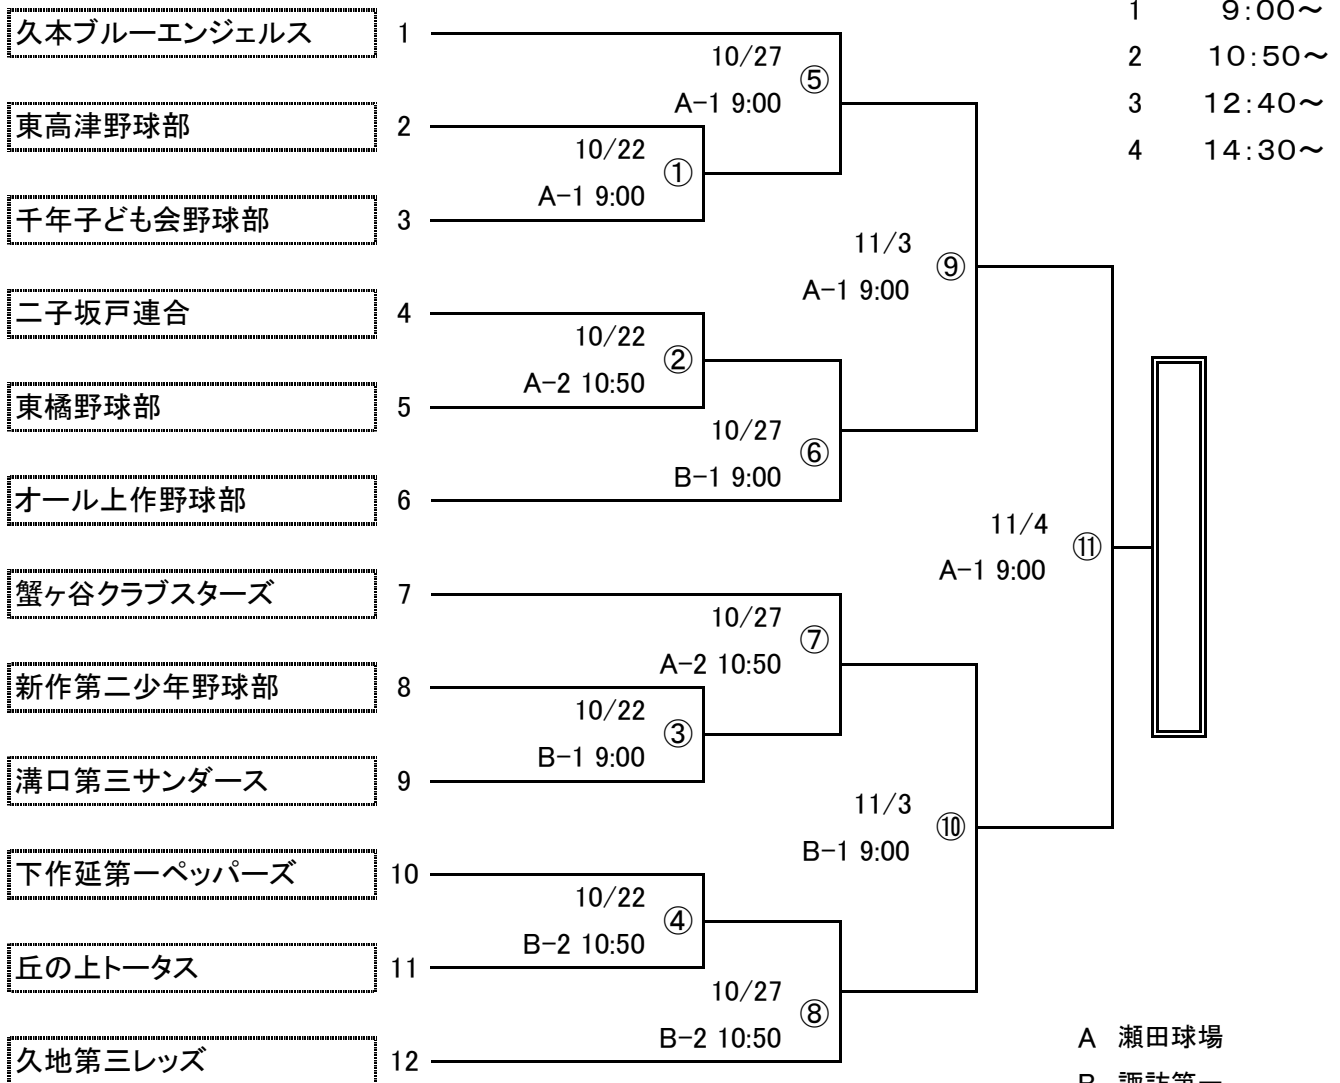 久本ブルーエンジェルス 1
1 9:00～
10/27
⑤
2 10:50～
A-1 9:00
3 12:40～
東高津野球部 2
10/22
①
4 14:30～
A-1 9:00
千年子ども会野球部 3
11/3
⑨
A-1 9:00
二子坂戸連合 4
10/22
②
A-2 10:50
東橘野球部 5
10/27
⑥
B-1 9:00
オール上作野球部 6
11/4
⑪
A-1 9:00
蟹ヶ谷クラブスターズ 7
10/27
⑦
A-2 10:50
新作第二少年野球部 8
10/22
③
B-1 9:00
溝口第三サンダース 9
11/3
⑩
B-1 9:00
下作延第一ペッパーズ 10
10/22
④
B-2 10:50
丘の上トータス 11
10/27
⑧
B-2 10:50
A 瀬田球場
久地第三レッズ 12
B 諏訪第一